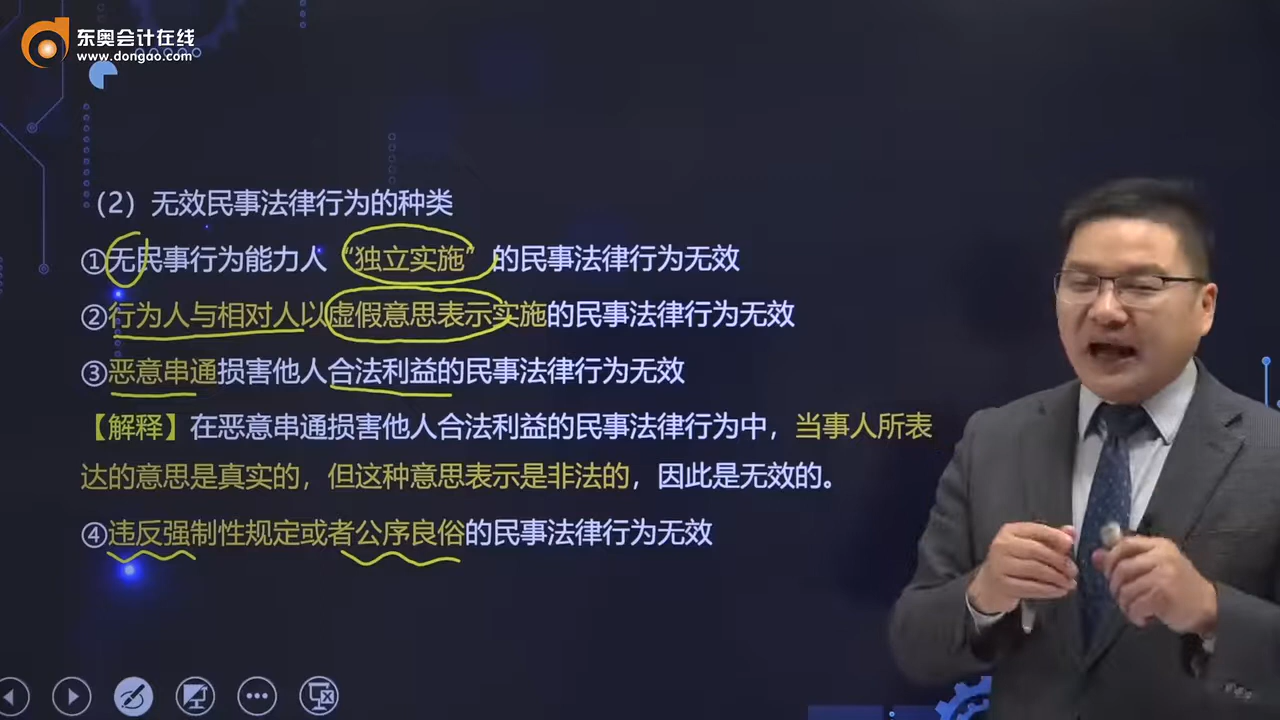 东奥会计在线
www.dongao.com
（2）无效民事法律行为的种类
①无民事行为能力人“独立实施”的民事法律行为无效
②行为人与相对人以虚假意思表示实施的民事法律行为无效
③恶意串通损害他人合法利益的民事法律行为无效
【解释】在恶意串通损害他人合法利益的民事法律行为中，当事人所表
达的意思是真实的，但这种意思表示是非法的，因此是无效的。
④违反强制性规定或者公序良俗的民事法律行为无效